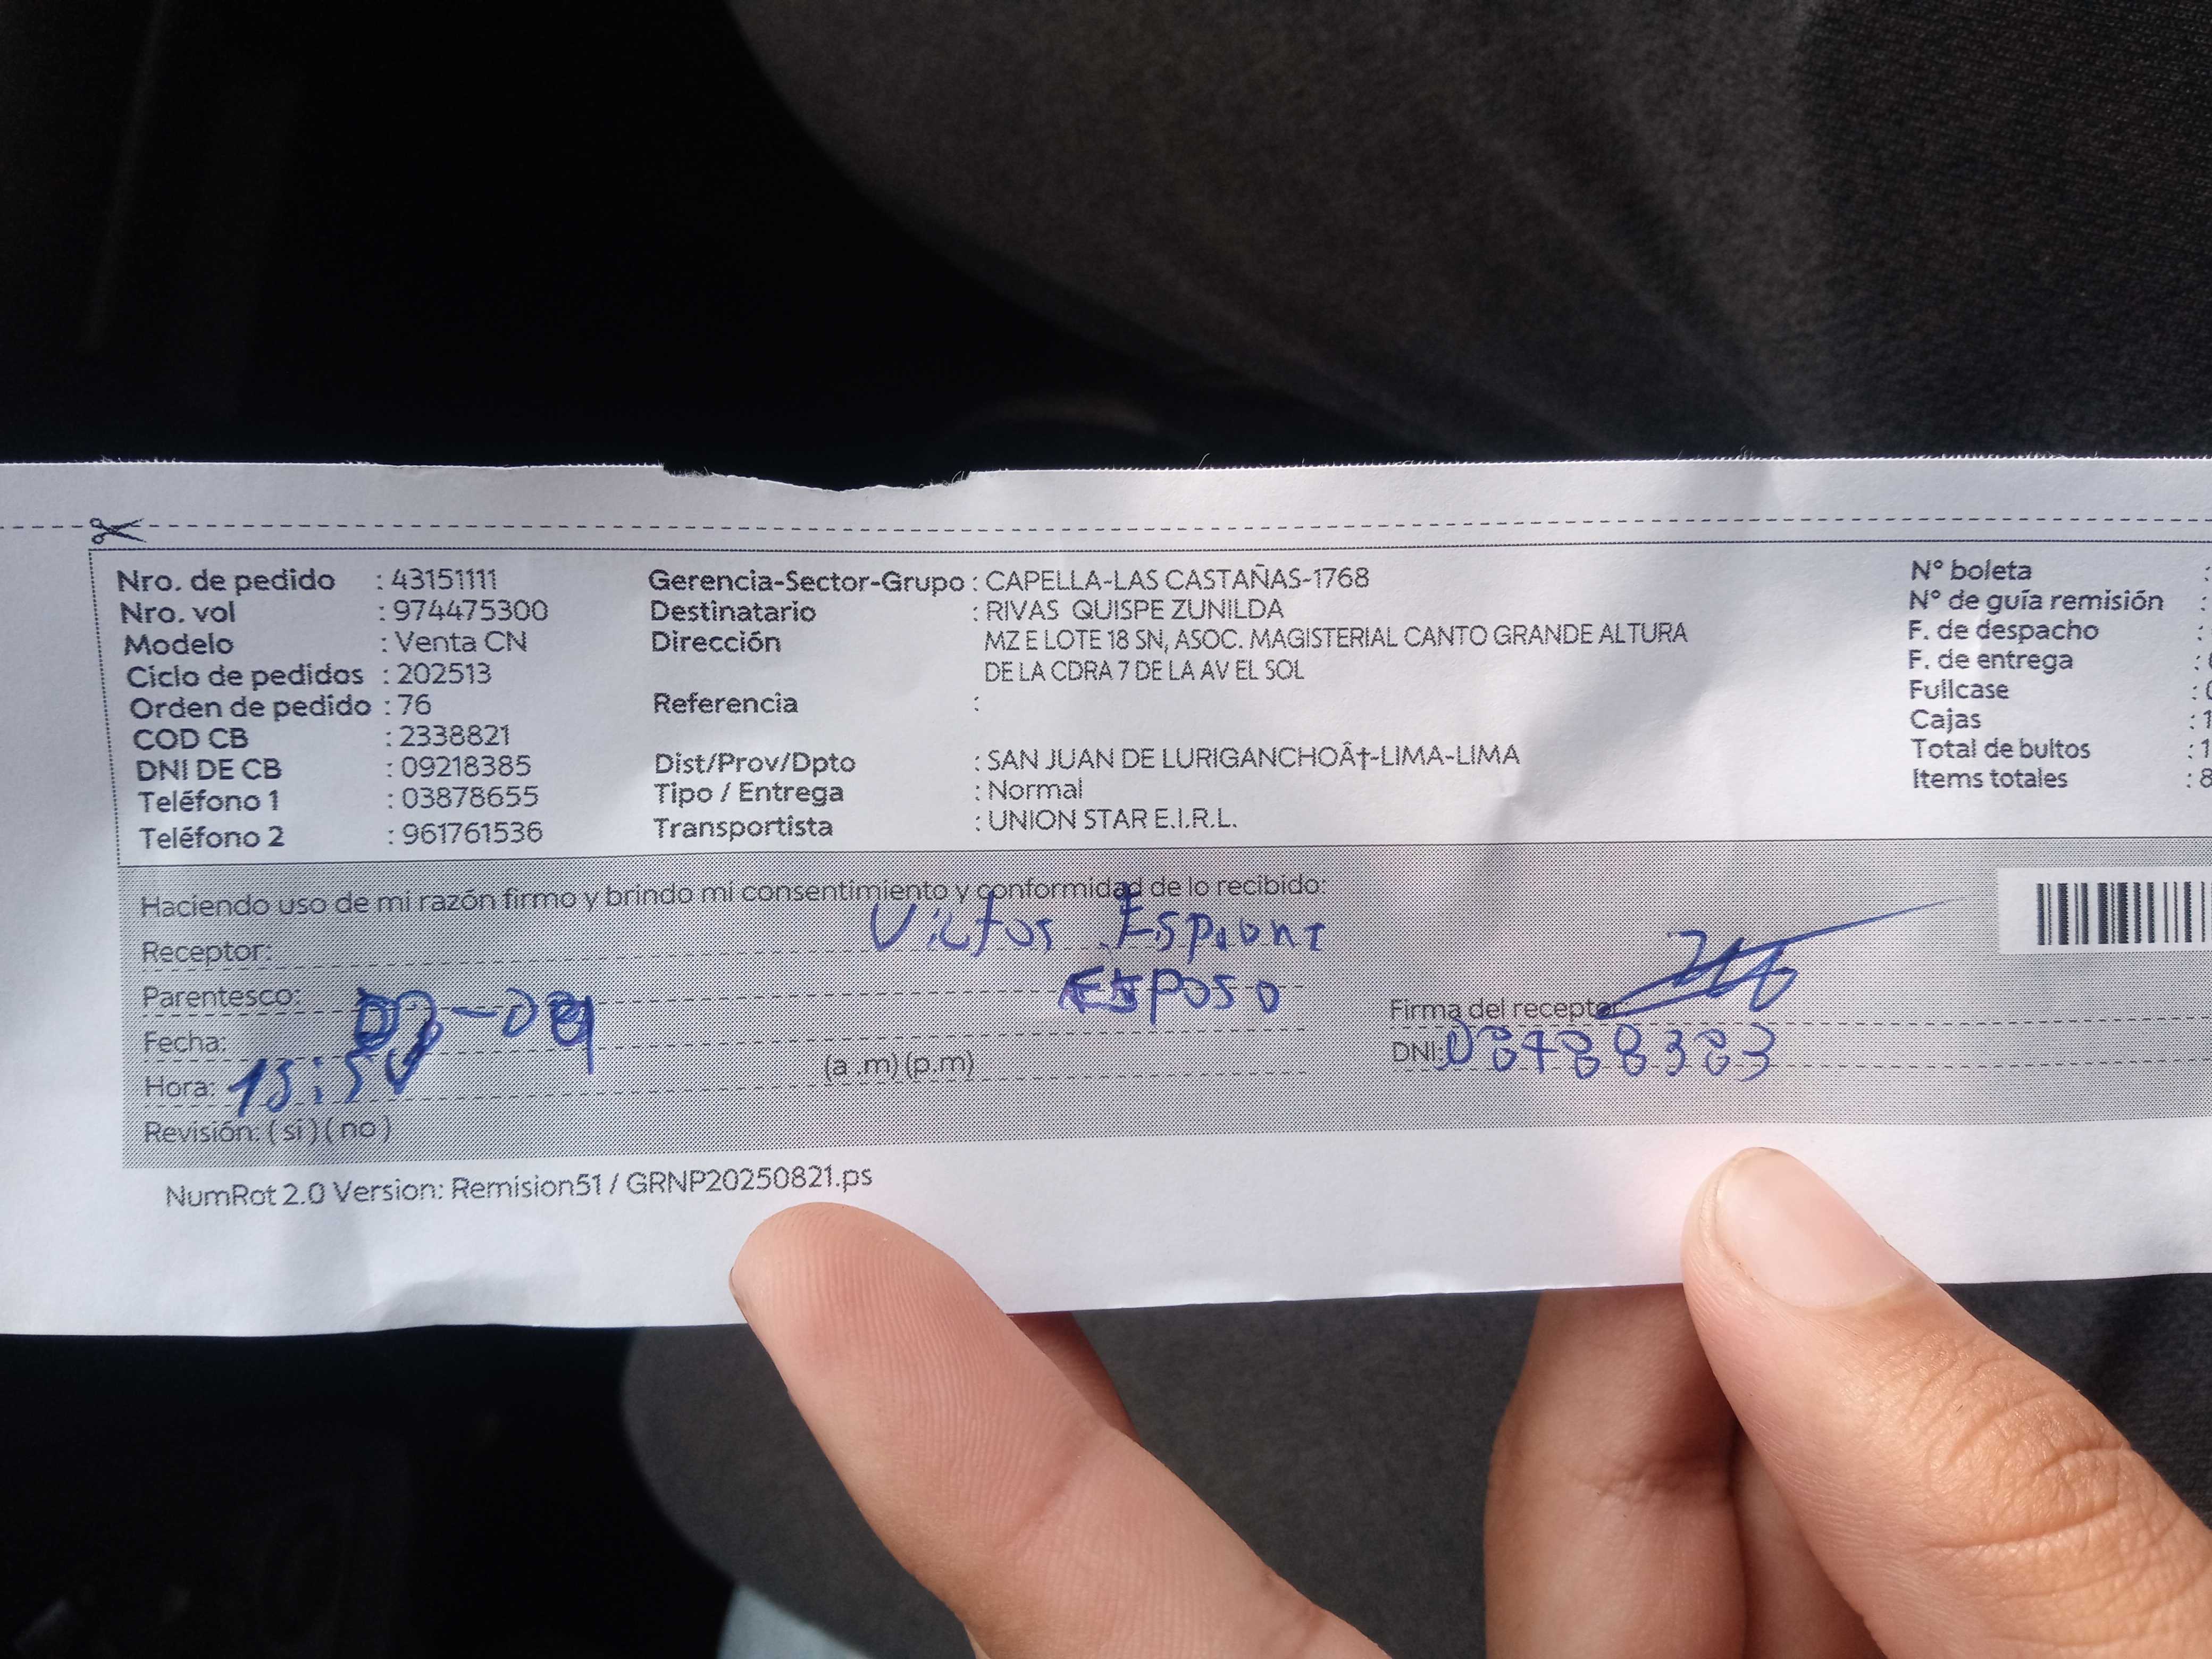 Nro. de pedido : 43151111
Nro. vol : 974475300
Modelo : Venta CN
Ciclo de pedidos : 202513
Orden de pedido : 76
COD CB : 2338821
DNI DE CB : 09218385
Teléfono 1 : 03878655
Teléfono 2 : 961761536
Gerencia-Sector-Grupo : CAPELLA-LAS CASTAÑAS-1768
Destinatario : RIVAS QUISPE ZUNILDA
Dirección MZ E LOTE 18 SN, ASOC. MAGISTERIAL CANTO GRANDE ALTURA
DE LA CDRA 7 DE LA AV EL SOL
Referencia :
Dist/Prov/Dpto : SAN JUAN DE LURIGANCHOÂ†-LIMA-LIMA
Tipo / Entrega : Normal
Transportista : UNION STAR E.I.R.L.
N° boleta :
N° de guía remisión :
F. de despacho :
F. de entrega :
Fullcase :
Cajas : 1
Total de bultos : 1
Items totales : 8
Haciendo uso de mi razón firmo y brindo mi consentimiento y conformidad de lo recibido:
Receptor: Victor
Parentesco: Esposo
Fecha:
Hora: (a .m) (p.m)
Revisión: ( si ) ( no )
Firma del receptor
DNI:
NumRot 2.0 Version: Remision51 / GRNP20250821.ps